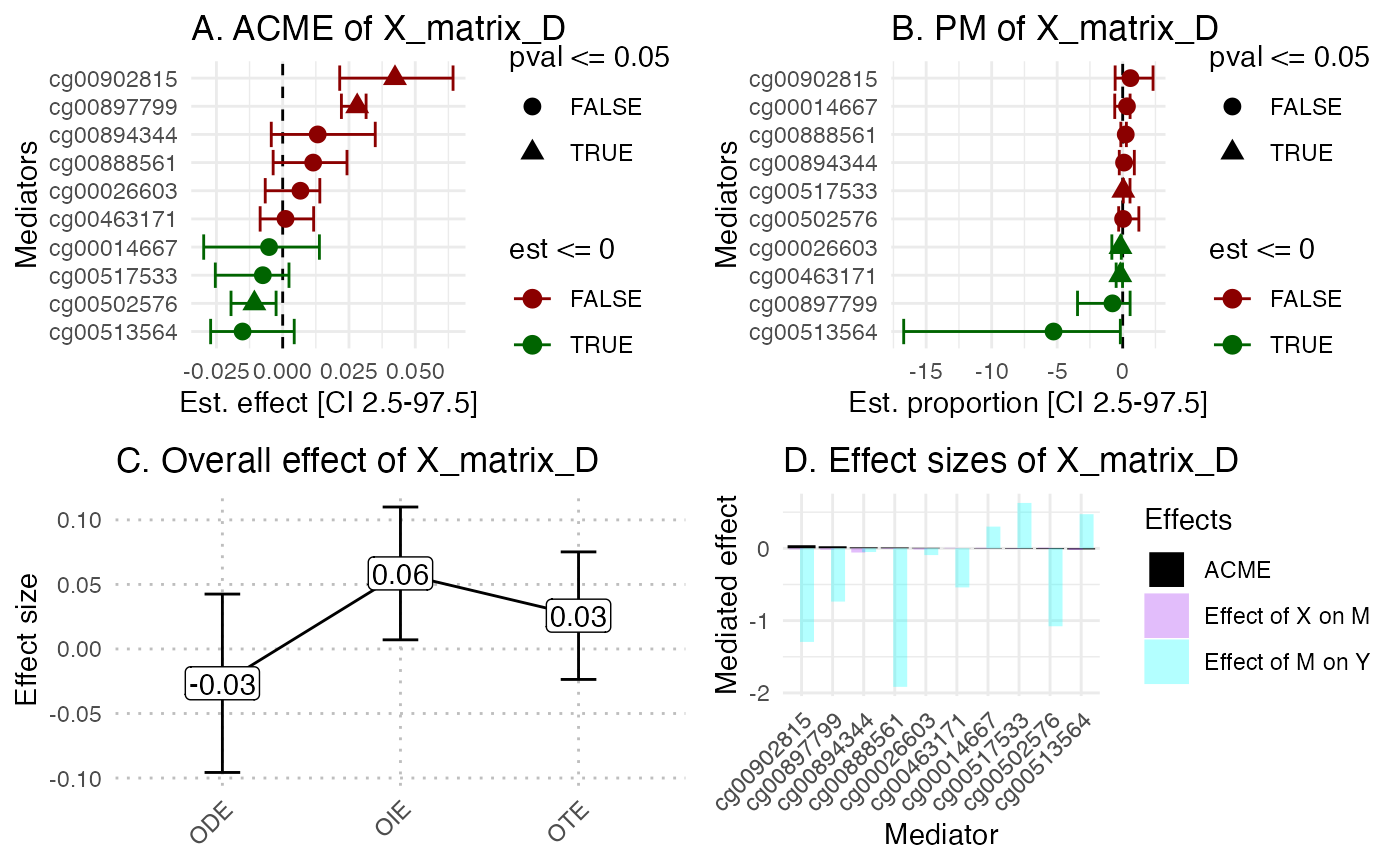 A. ACME of X_matrix_D
Mediators
cg00902815
cg00897799
cg00894344
cg00888561
cg00026603
cg00463171
cg00014667
cg00517533
cg00502576
cg00513564
-0.025 0.000 0.025 0.050
Est. effect [CI 2.5-97.5]
pval <= 0.05
FALSE
TRUE
est <= 0
FALSE
TRUE
B. PM of X_matrix_D
Mediators
cg00902815
cg00014667
cg00888561
cg00894344
cg00517533
cg00502576
cg00026603
cg00463171
cg00897799
cg00513564
-15 -10 -5 0
Est. proportion [CI 2.5-97.5]
pval <= 0.05
FALSE
TRUE
est <= 0
FALSE
TRUE
C. Overall effect of X_matrix_D
Effect size
0.10
0.05
0.00
-0.05
-0.10
-0.03
0.06
0.03
ODE
OIE
OTE
D. Effect sizes of X_matrix_D
Mediated effect
0
-1
-2
cg00902815
cg00897799
cg00894344
cg00888561
cg00026603
cg00463171
cg00014667
cg00517533
cg00502576
cg00513564
Mediator
Effects
ACME
Effect of X on M
Effect of M on Y